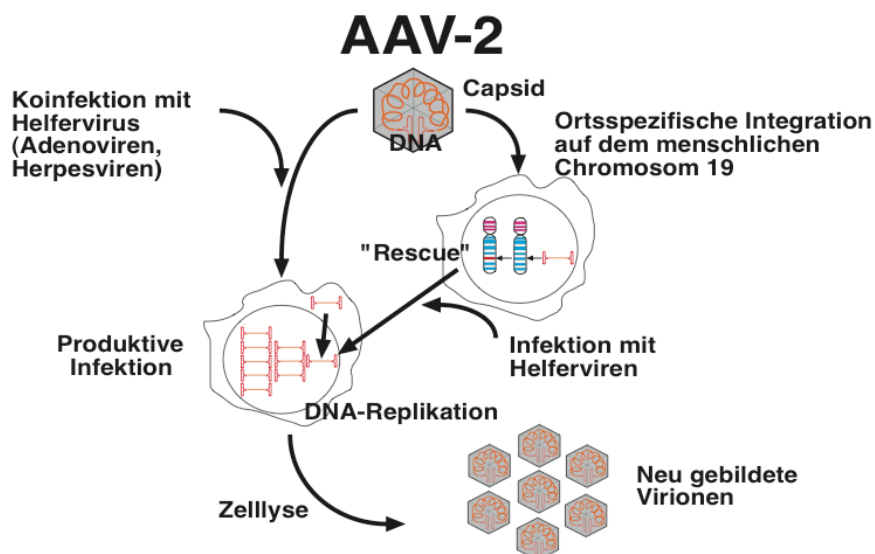 AAV-2
Koinfektion mit
Helfervirus
(Adenoviren,
Herpesviren)
Capsid
DNA
Ortsspezifische Integration
auf dem menschlichen
Chromosom 19
"Rescue"
Produktive
Infektion
Infektion mit
Helferviren
DNA-Replikation
Zelllyse
Neu gebildete
Virionen